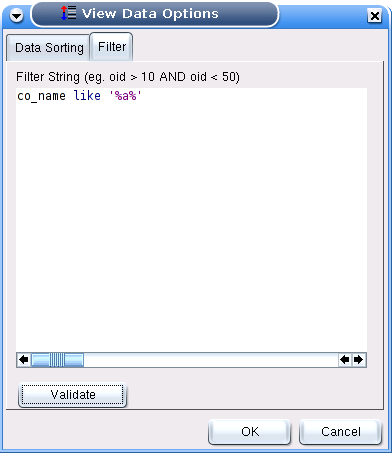 View Data Options
Data Sorting Filter
Filter String (eg. oid > 10 AND oid < 50)
co_name like '%a%'
Validate
OK Cancel